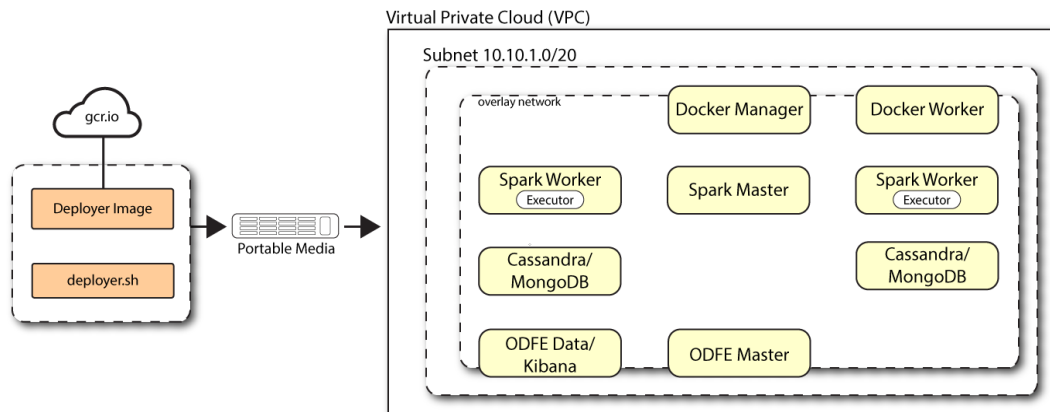 Virtual Private Cloud (VPC)
Subnet 10.10.1.0/20
overlay network
gcr.io
Deployer Image
deployer.sh
Portable Media
Docker Manager
Docker Worker
Spark Worker
Executor
Spark Master
Spark Worker
Executor
Cassandra/
MongoDB
Cassandra/
MongoDB
ODFE Data/
Kibana
ODFE Master